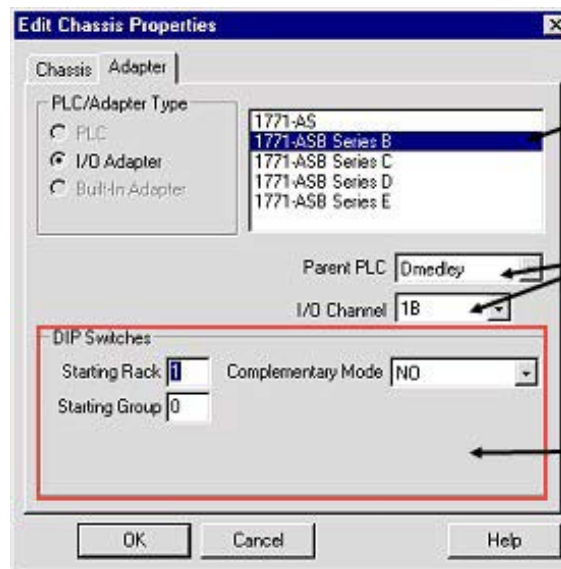 Edit Chassis Properties
Chassis Adapter
PLC/Adapter Type
PLC
I/O Adapter
Built-In Adapter
1771-AS
1771-ASB Series B
1771-ASB Series C
1771-ASB Series D
1771-ASB Series E
Parent PLC Dmedley
I/O Channel 1B
DIP Switches
Starting Rack 1 Complementary Mode NO
Starting Group 0
OK Cancel Help